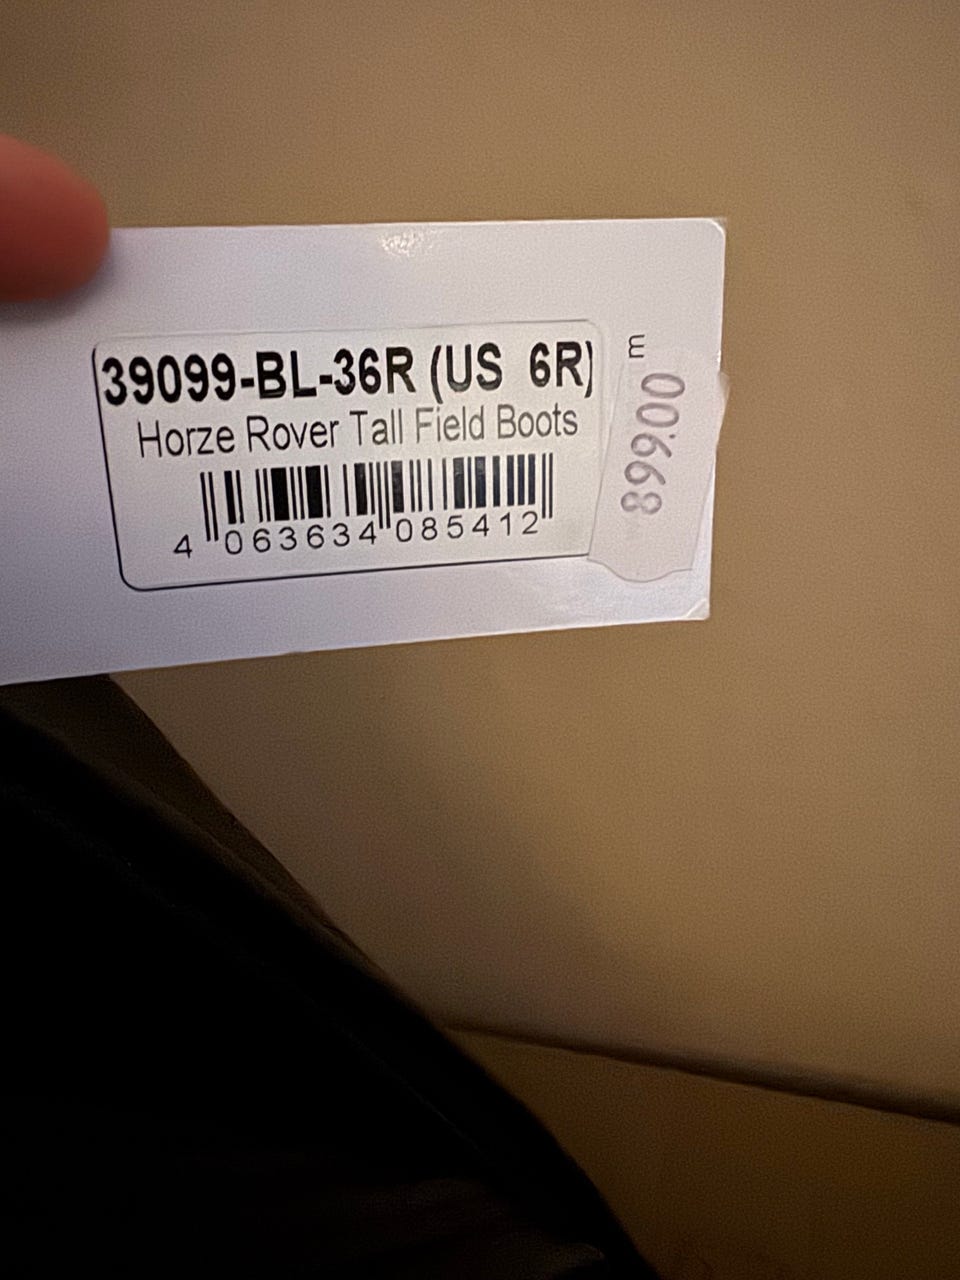 39099-BL-36R (US 6R)
Horze Rover Tall Field Boots
4 063634 085412
899.00